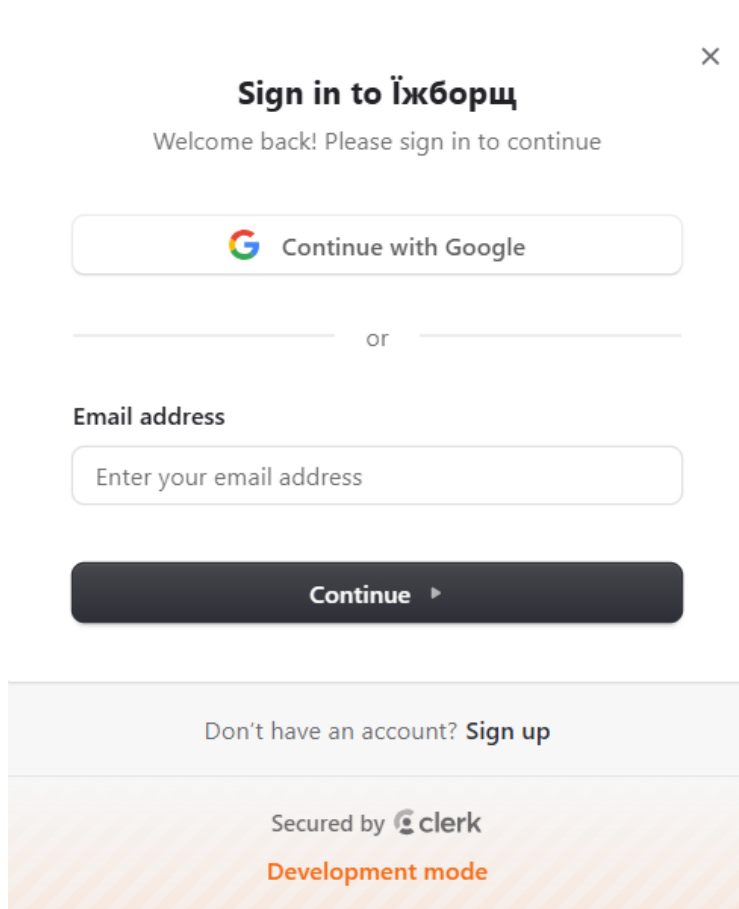 Sign in to Їжборщ
Welcome back! Please sign in to continue
Continue with Google
or
Email address
Enter your email address
Continue
Don't have an account? Sign up
Secured by clerk
Development mode